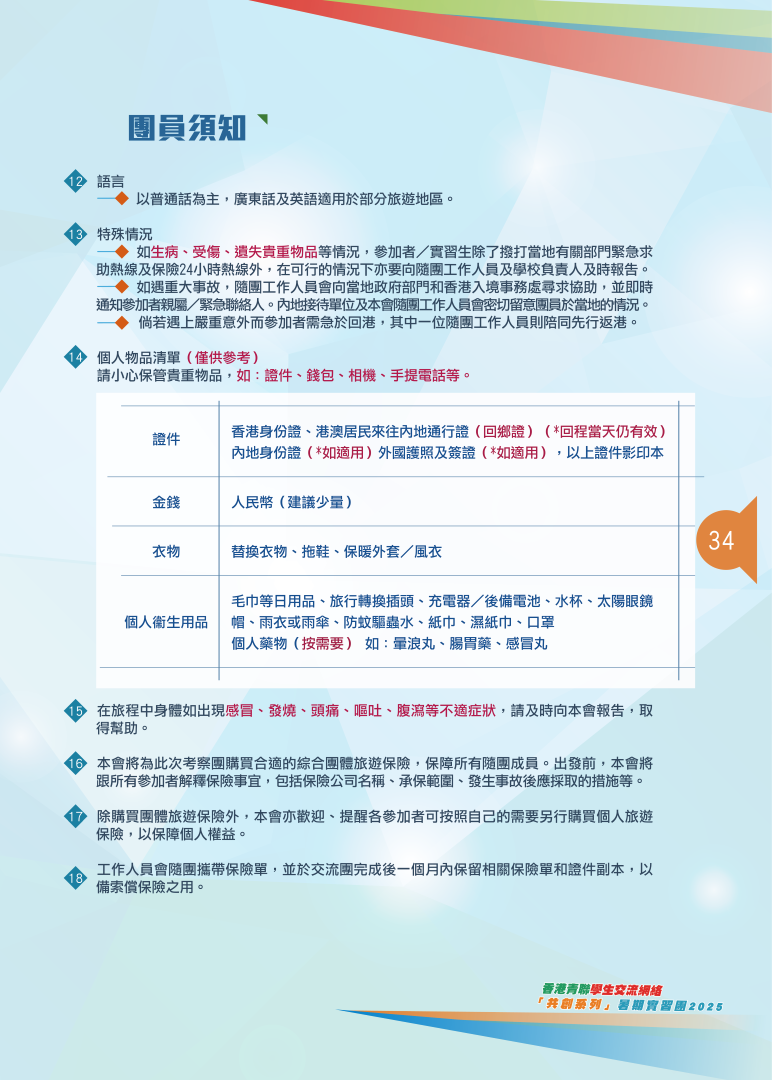 團員須知
12 語言
以普通話為主，廣東話及英語適用於部分旅遊地區。
13 特殊情況
如生病、受傷、遺失貴重物品等情況，參加者／實習生除了撥打當地有關部門緊急求
助熱線及保險24小時熱線外，在可行的情況下亦要向隨團工作人員及學校負責人及時報告。
如遇重大事故，隨團工作人員會向當地政府部門和香港入境事務處尋求協助，並即時
通知參加者親屬／緊急聯絡人。內地接待單位及本會隨團工作人員會密切留意團員於當地的情況。
倘若遇上嚴重意外而參加者需急於回港，其中一位隨團工作人員則陪同先行返港。
14 個人物品清單（僅供參考）
請小心保管貴重物品，如：證件、錢包、相機、手提電話等。
證件
香港身份證、港澳居民來往內地通行證（回鄉證）（*回程當天仍有效）
內地身份證（*如適用）外國護照及簽證（*如適用），以上證件影印本
金錢
人民幣（建議少量）
衣物
替換衣物、拖鞋、保暖外套／風衣
個人衞生用品
毛巾等日用品、旅行轉換插頭、充電器／後備電池、水杯、太陽眼鏡
帽、雨衣或雨傘、防蚊驅蟲水、紙巾、濕紙巾、口罩
個人藥物（按需要） 如：暈浪丸、腸胃藥、感冒丸
34
15 在旅程中身體如出現感冒、發燒、頭痛、嘔吐、腹瀉等不適症狀，請及時向本會報告，取
得幫助。
16 本會將為此次考察團購買合適的綜合團體旅遊保險，保障所有隨團成員。出發前，本會將
跟所有參加者解釋保險事宜，包括保險公司名稱、承保範圍、發生事故後應採取的措施等。
17 除購買團體旅遊保險外，本會亦歡迎、提醒各參加者可按照自己的需要另行購買個人旅遊
保險，以保障個人權益。
18 工作人員會隨團攜帶保險單，並於交流團完成後一個月內保留相關保險單和證件副本，以
備索償保險之用。
香港青聯學生交流網絡
「共創系列」暑期實習團2025